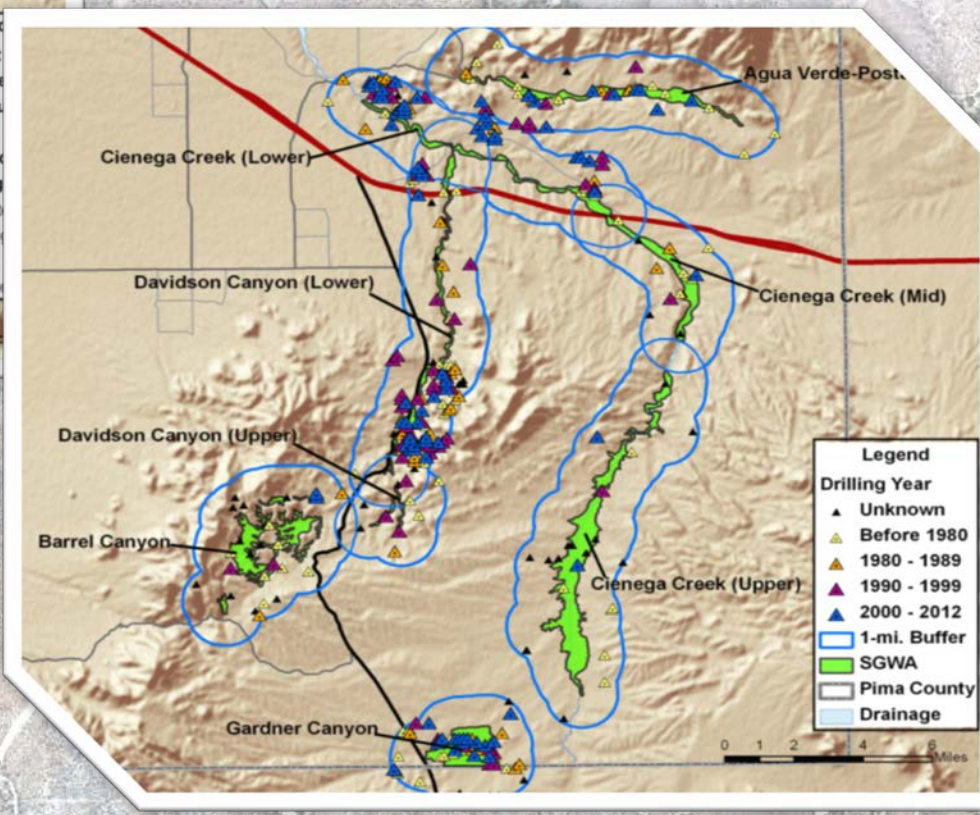 Agua Verde-Post
Cienega Creek (Lower)
Davidson Canyon (Lower)
Cienega Creek (Mid)
Davidson Canyon (Upper)
Barrel Canyon
Cienega Creek (Upper)
Gardner Canyon
Legend
Drilling Year
Unknown
Before 1980
1980 - 1989
1990 - 1999
2000 - 2012
1-mi. Buffer
SGWA
Pima County
Drainage
0 1 2 4 6
Miles